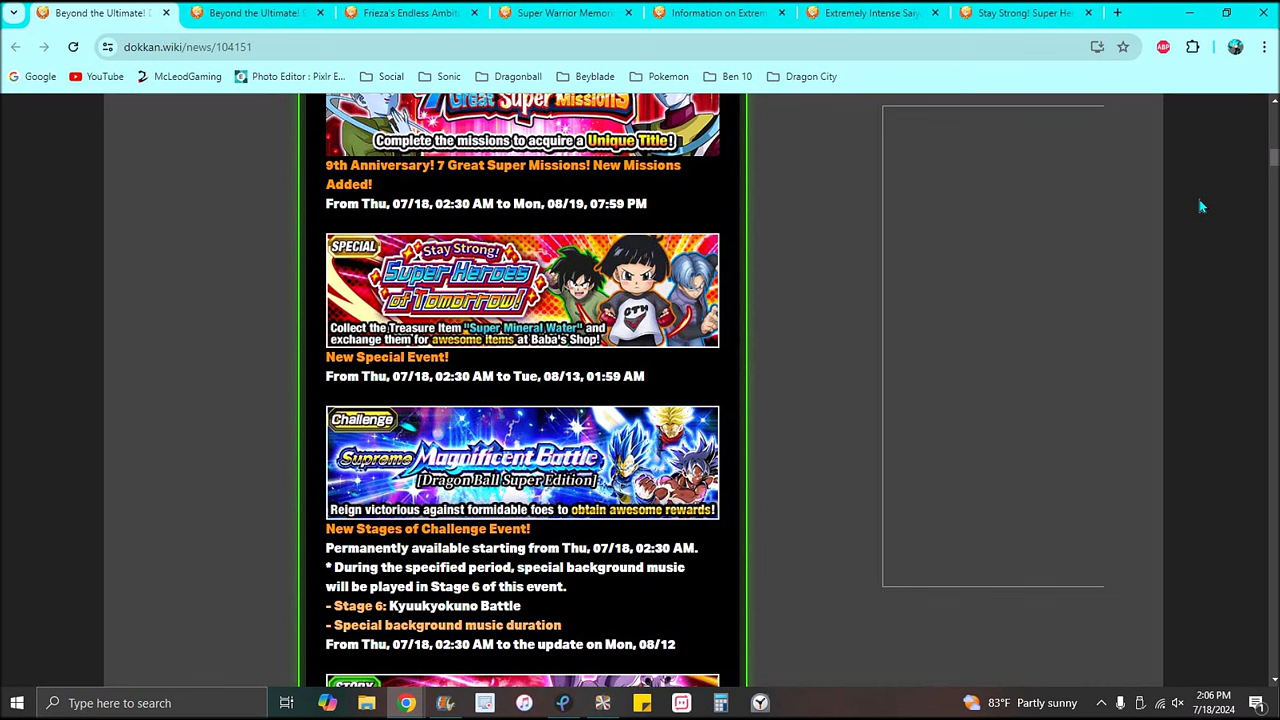 Beyond the Ultimate! D
Beyond the Ultimate! S
Frieza's Endless Ambiti
Super Warrior Memori
Information on Extrem
Extremely Intense Saiy
Stay Strong! Super He
dokkan.wiki/news/104151
ABP
Google
YouTube
McLeodGaming
Photo Editor : Pixlr E...
Social
Sonic
Dragonball
Beyblade
Pokemon
Ben 10
Dragon City
7 Great Super Missions!
Complete the missions to acquire a Unique Title!
9th Anniversary! 7 Great Super Missions! New Missions
Added!
From Thu, 07/18, 02:30 AM to Mon, 08/19, 07:59 PM
SPECIAL
Stay Strong!
Super Heroes
of Tomorrow!
Collect the Treasure Item "Super Mineral Water" and
exchange them for awesome items at Baba's Shop!
New Special Event!
From Thu, 07/18, 02:30 AM to Tue, 08/13, 01:59 AM
Challenge
Supreme Magnificent Battle
[Dragon Ball Super Edition]
Reign victorious against formidable foes to obtain awesome rewards!
New Stages of Challenge Event!
Permanently available starting from Thu, 07/18, 02:30 AM.
* During the specified period, special background music
will be played in Stage 6 of this event.
- Stage 6: Kyuukyokuno Battle
- Special background music duration
From Thu, 07/18, 02:30 AM to the update on Mon, 08/12
STORY
Type here to search
83°F Partly sunny
2:06 PM
7/18/2024